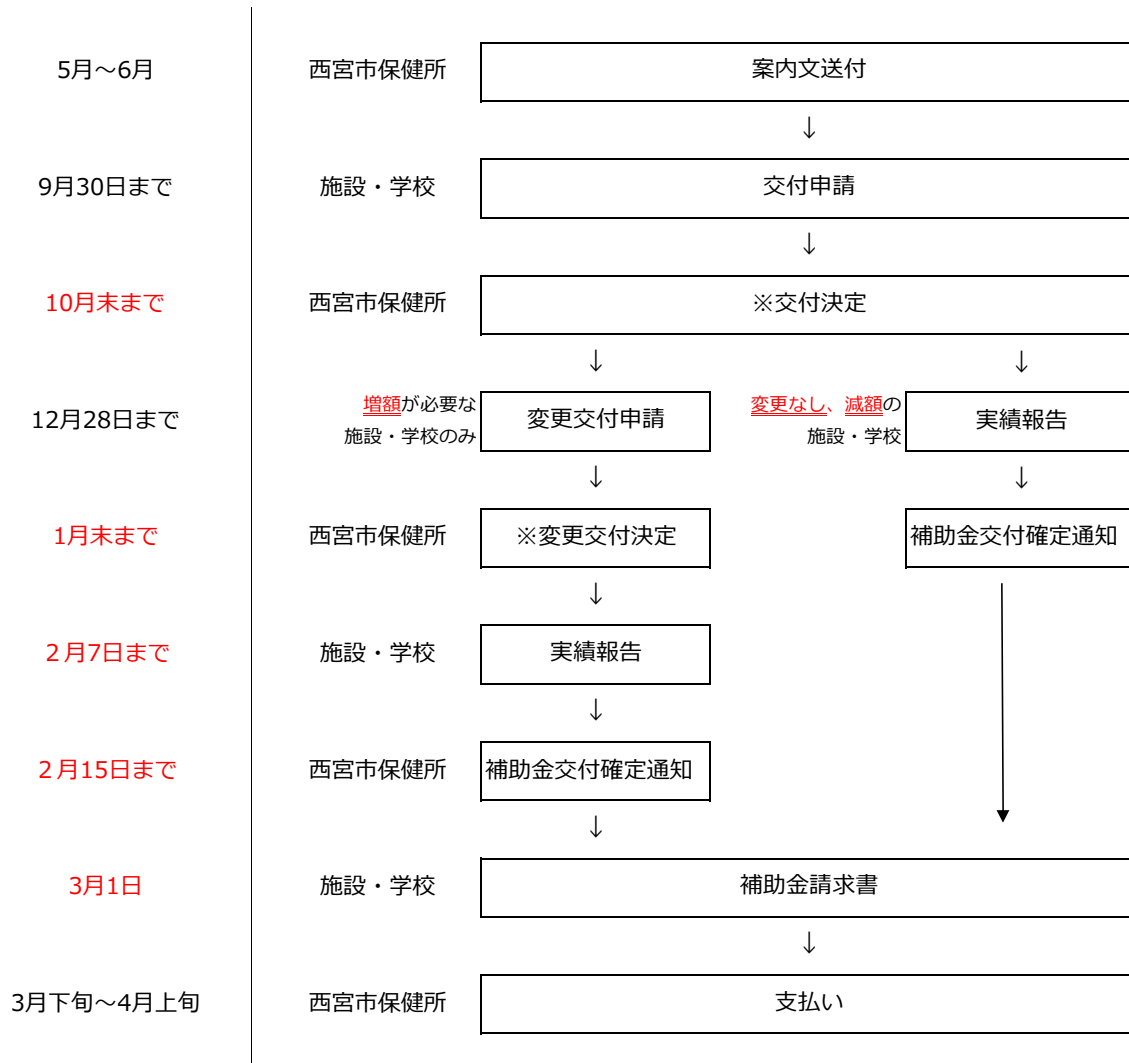 5月～6月 西宮市保健所 案内文送付
↓
9月30日まで 施設・学校 交付申請
↓
10月末まで 西宮市保健所 ※交付決定
↓ ↓
12月28日まで 増額が必要な 変更交付申請 変更なし、減額の 実績報告
施設・学校のみ 施設・学校
↓ ↓
1月末まで 西宮市保健所 ※変更交付決定 補助金交付確定通知
↓
２月7日まで 施設・学校 実績報告
↓
２月15日まで 西宮市保健所 補助金交付確定通知
↓
3月1日 施設・学校 補助金請求書
↓
3月下旬～4月上旬 西宮市保健所 支払い